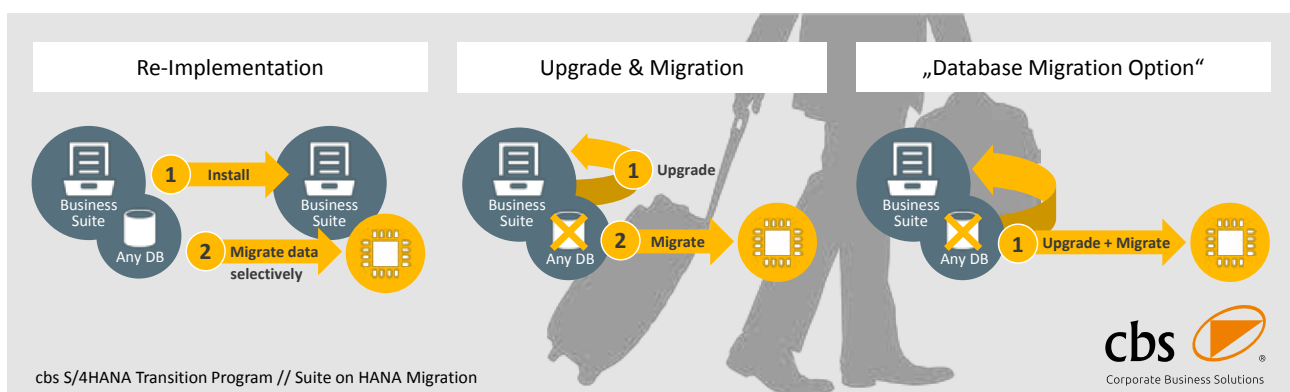 Re-Implementation
Business
Suite
Any DB
1
Install
Business
Suite
2
Migrate data
selectively
Upgrade & Migration
Business
Suite
1
Upgrade
Any DB
2
Migrate
„Database Migration Option“
Business
Suite
Any DB
1
Upgrade + Migrate
cbs S/4HANA Transition Program // Suite on HANA Migration
cbs
®
Corporate Business Solutions